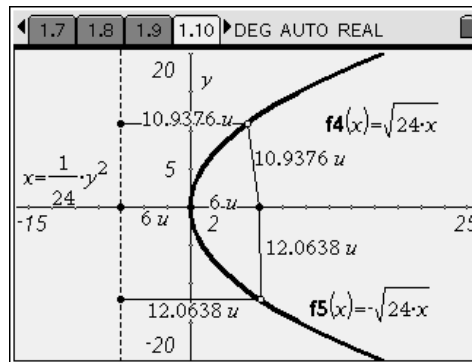 1.7 1.8 1.9 1.10 DEG AUTO REAL
20 y
10.9376 u f4(x)=√24·x
10.9376 u
x=1/24·y² 5
6 u
-15 6 u 2 25
12.0638 u
12.0638 u f5(x)=-√24·x
-20